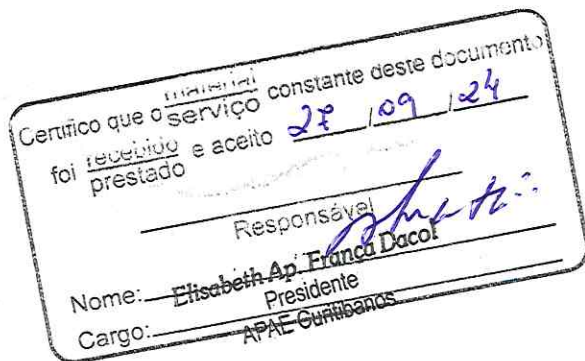 Certifico que o material
serviço constante deste documento
foi recebido
prestado e aceito 27/09/24
Responsável
Nome: Elisabeth Ap. França Dacol
Presidente
Cargo: APAE Curitibanos